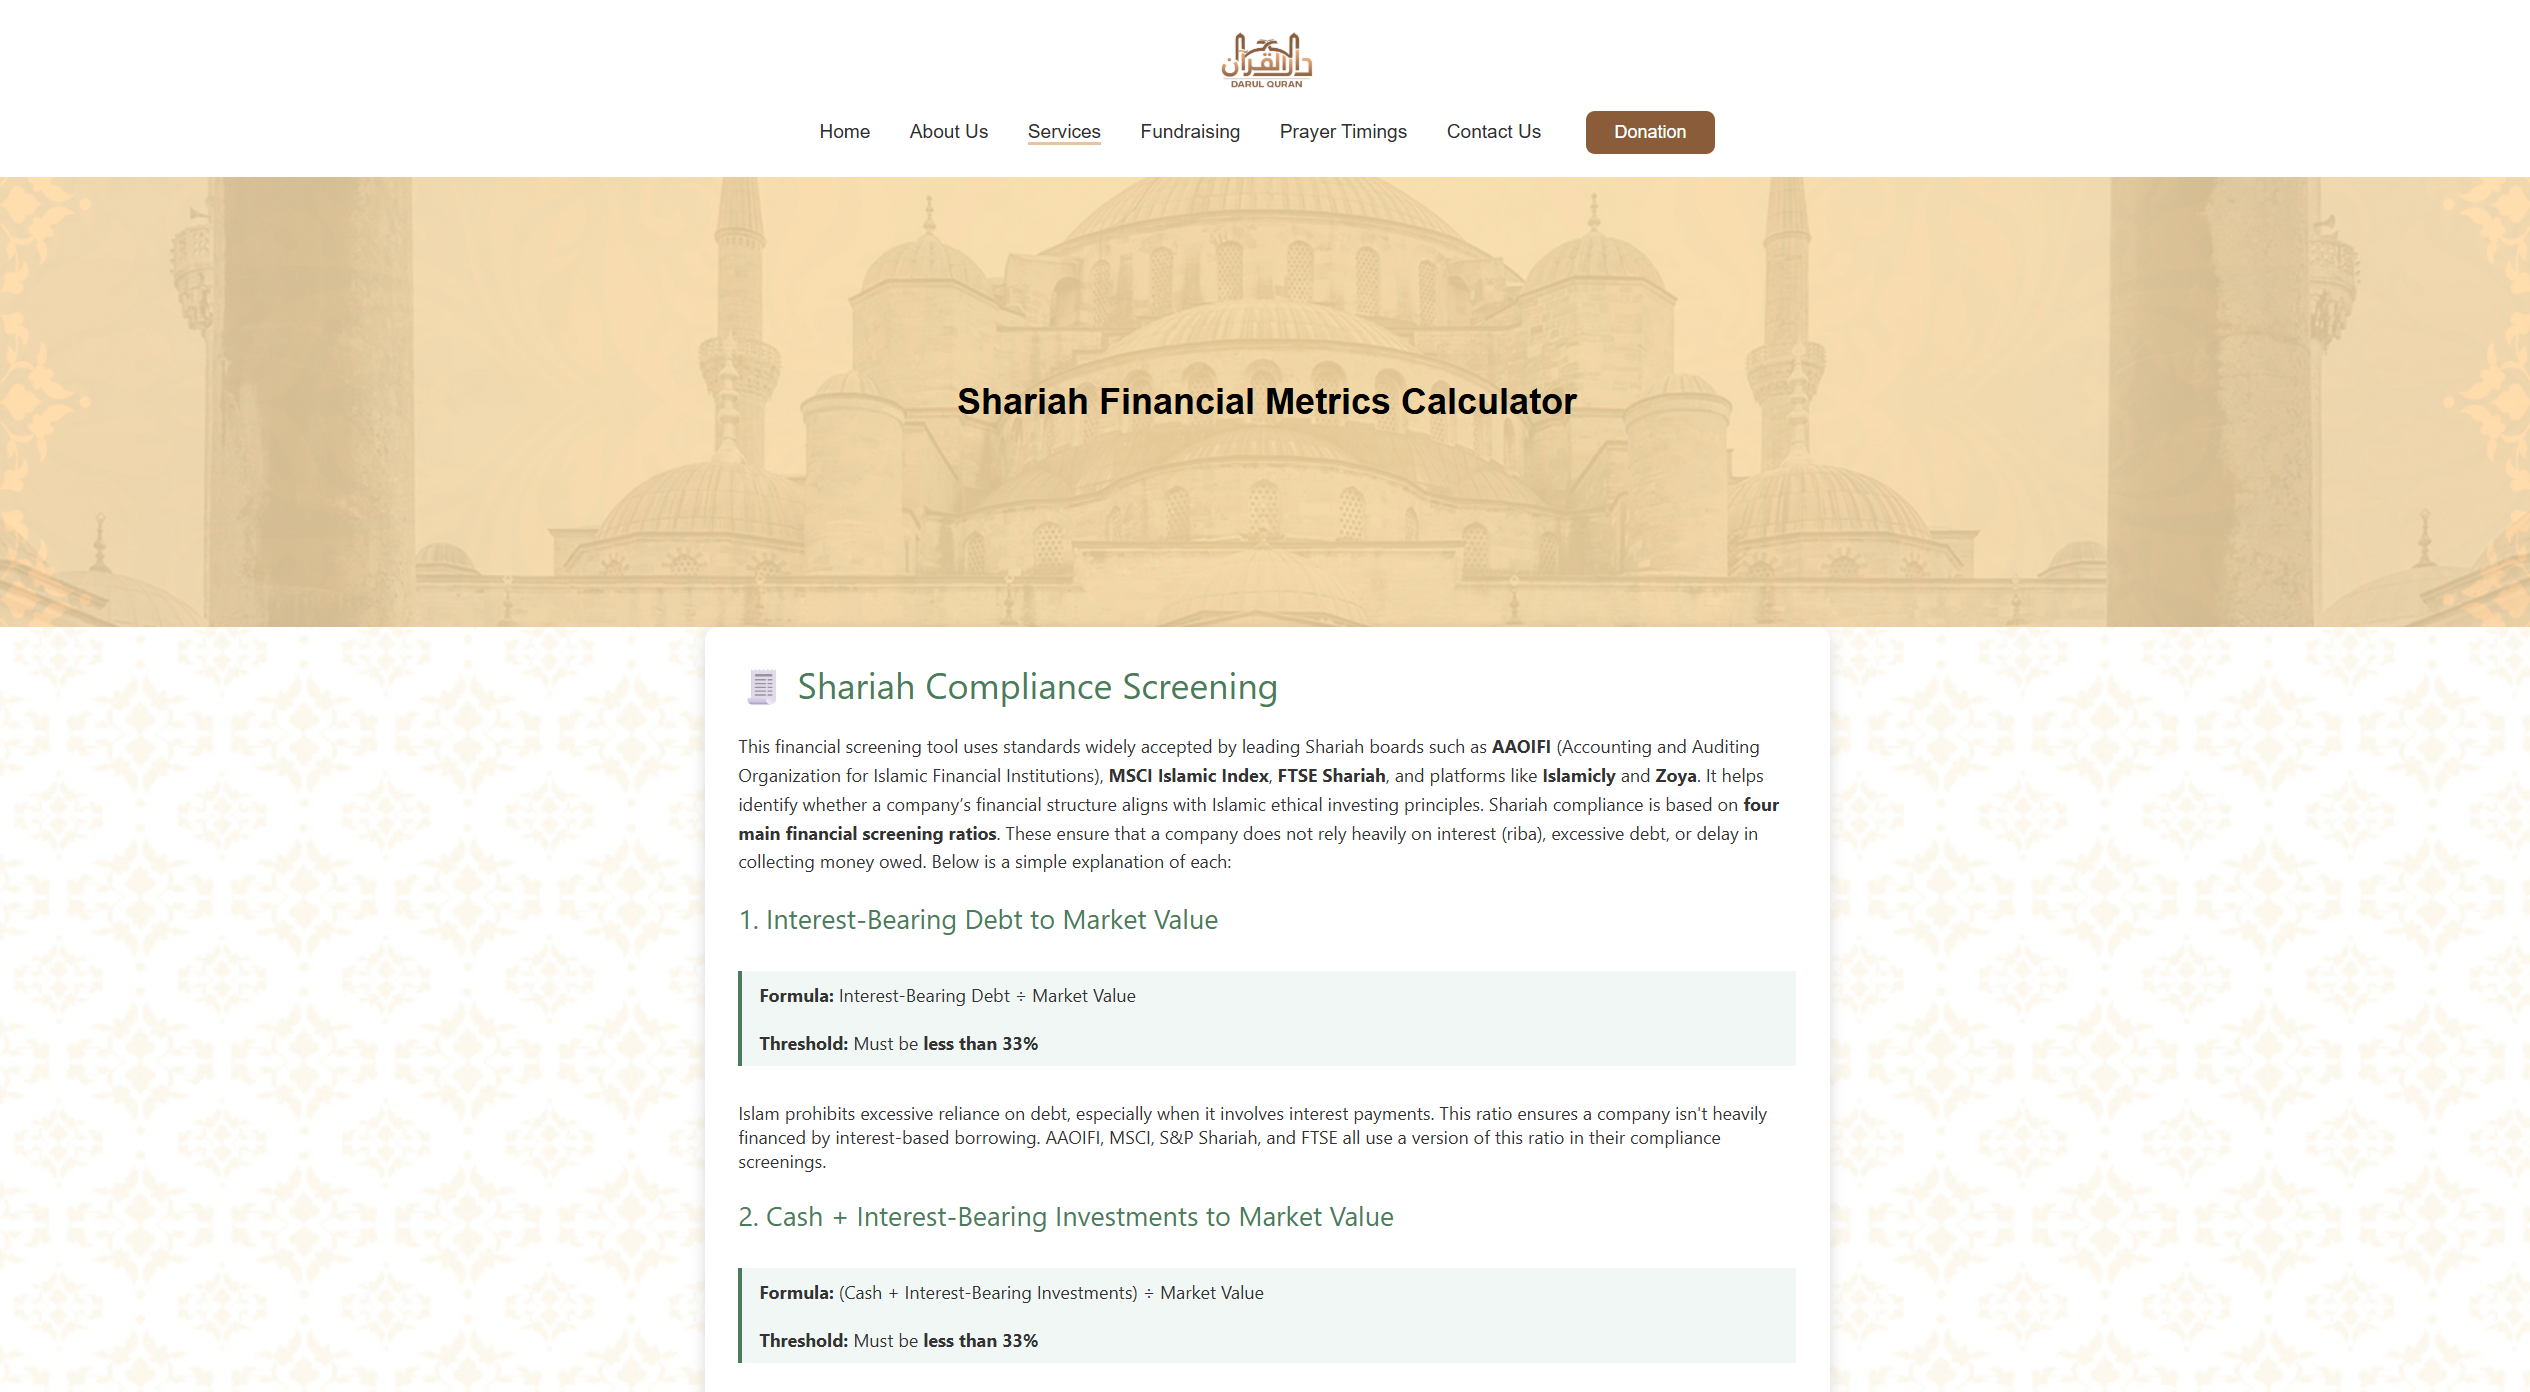 دار القرآن
DARUL QURAN
Home About Us Services Fundraising Prayer Timings Contact Us Donation
Shariah Financial Metrics Calculator
Shariah Compliance Screening
This financial screening tool uses standards widely accepted by leading Shariah boards such as AAOIFI (Accounting and Auditing
Organization for Islamic Financial Institutions), MSCI Islamic Index, FTSE Shariah, and platforms like Islamicly and Zoya. It helps
identify whether a company’s financial structure aligns with Islamic ethical investing principles. Shariah compliance is based on four
main financial screening ratios. These ensure that a company does not rely heavily on interest (riba), excessive debt, or delay in
collecting money owed. Below is a simple explanation of each:
1. Interest-Bearing Debt to Market Value
Formula: Interest-Bearing Debt ÷ Market Value
Threshold: Must be less than 33%
Islam prohibits excessive reliance on debt, especially when it involves interest payments. This ratio ensures a company isn't heavily
financed by interest-based borrowing. AAOIFI, MSCI, S&P Shariah, and FTSE all use a version of this ratio in their compliance
screenings.
2. Cash + Interest-Bearing Investments to Market Value
Formula: (Cash + Interest-Bearing Investments) ÷ Market Value
Threshold: Must be less than 33%